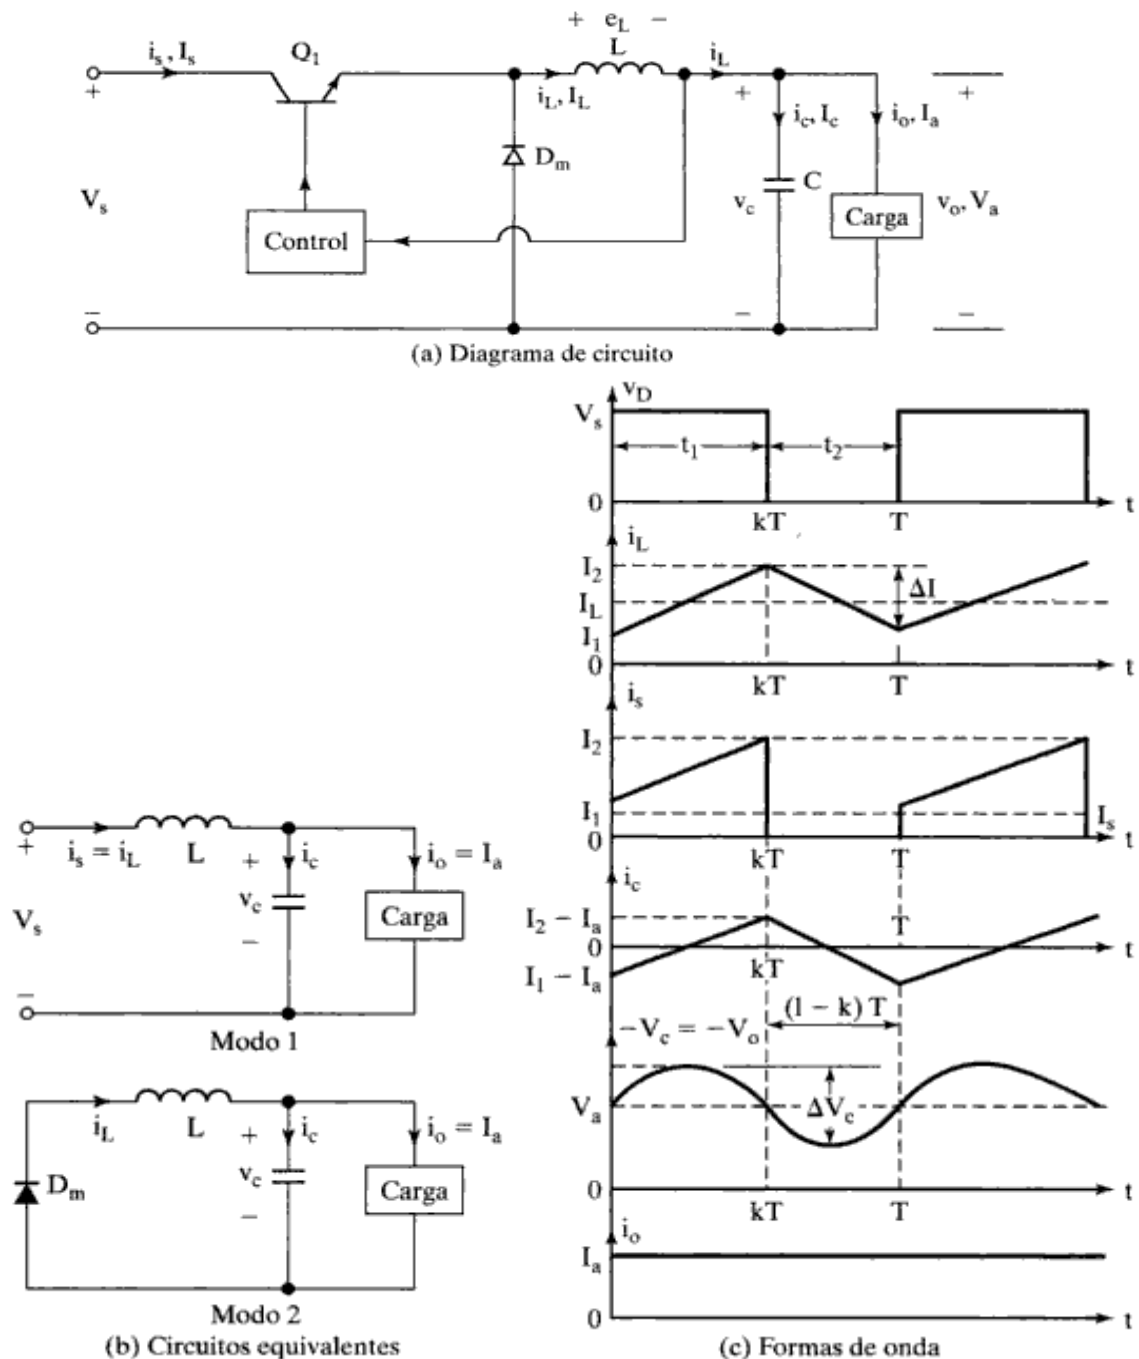 + e_L −
i_s, I_s Q_1 L i_L
+ i_L, I_L + i_c, I_c i_o, I_a +
D_m
V_s Control v_c C Carga v_o, V_a
− − −
(a) Diagrama de circuito
v_D
V_s
t_1 t_2
0 kT T t
i_L
I_2
ΔI
I_L
I_1
0 kT T t
i_s
I_2
I_1 I_s
0 kT T t
i_c
I_2 − I_a T
0 kT t
I_1 − I_a
(1 − k) T
−V_c = −V_o
V_a ΔV_c
0 kT T t
i_o
I_a
0 t
(c) Formas de onda
+ i_s = i_L L + i_c i_o = I_a
V_s v_c Carga
− −
Modo 1
i_L L + i_c i_o = I_a
D_m v_c Carga
−
Modo 2
(b) Circuitos equivalentes